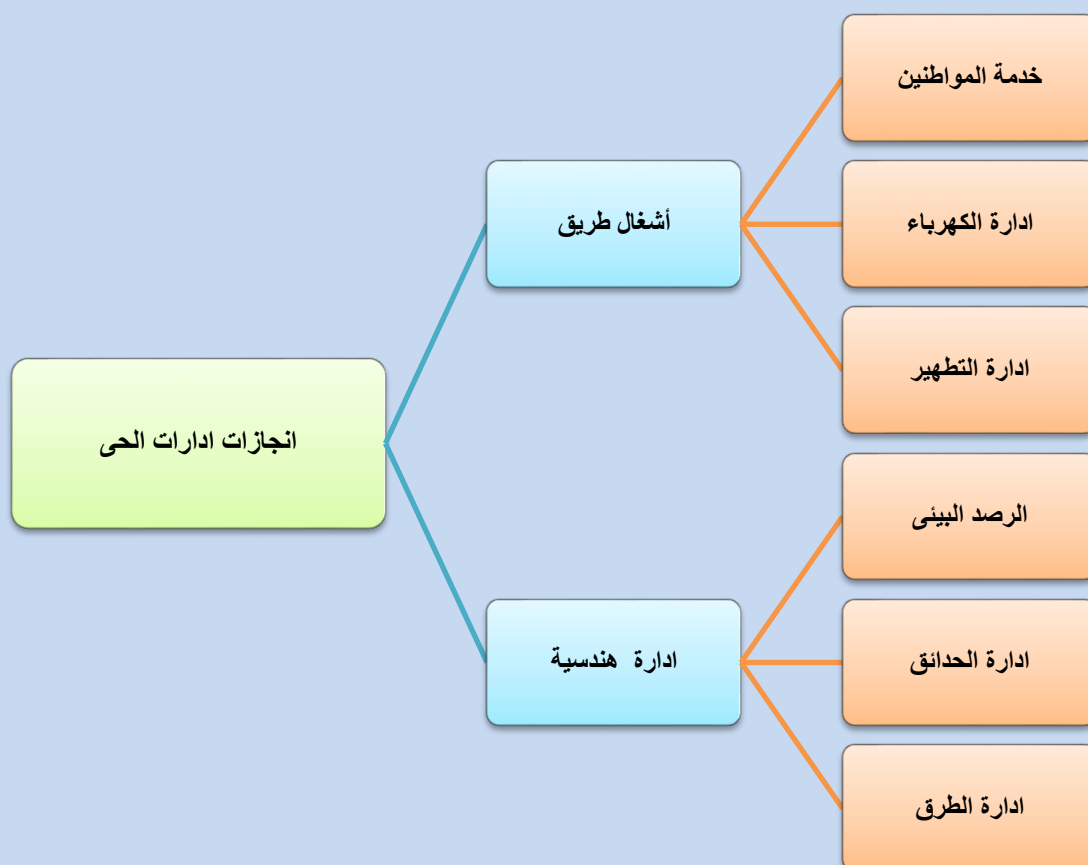 انجازات ادارات الحى
أشغال طريق
خدمة المواطنين
ادارة الكهرباء
ادارة التطهير
ادارة هندسية
الرصد البيئى
ادارة الحدائق
ادارة الطرق